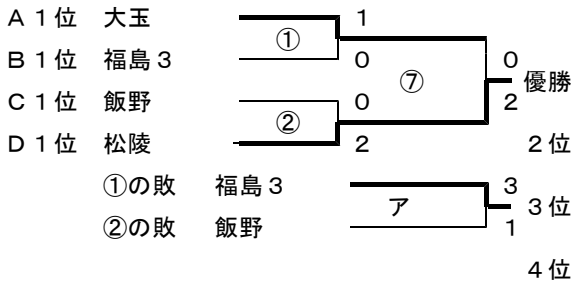 A1位 大玉 1
①
B1位 福島3 0 0
⑦ 優勝
C1位 飯野 0 2
②
D1位 松陵 2 2位
①の敗 福島3 3
ア 3位
②の敗 飯野 1
4位